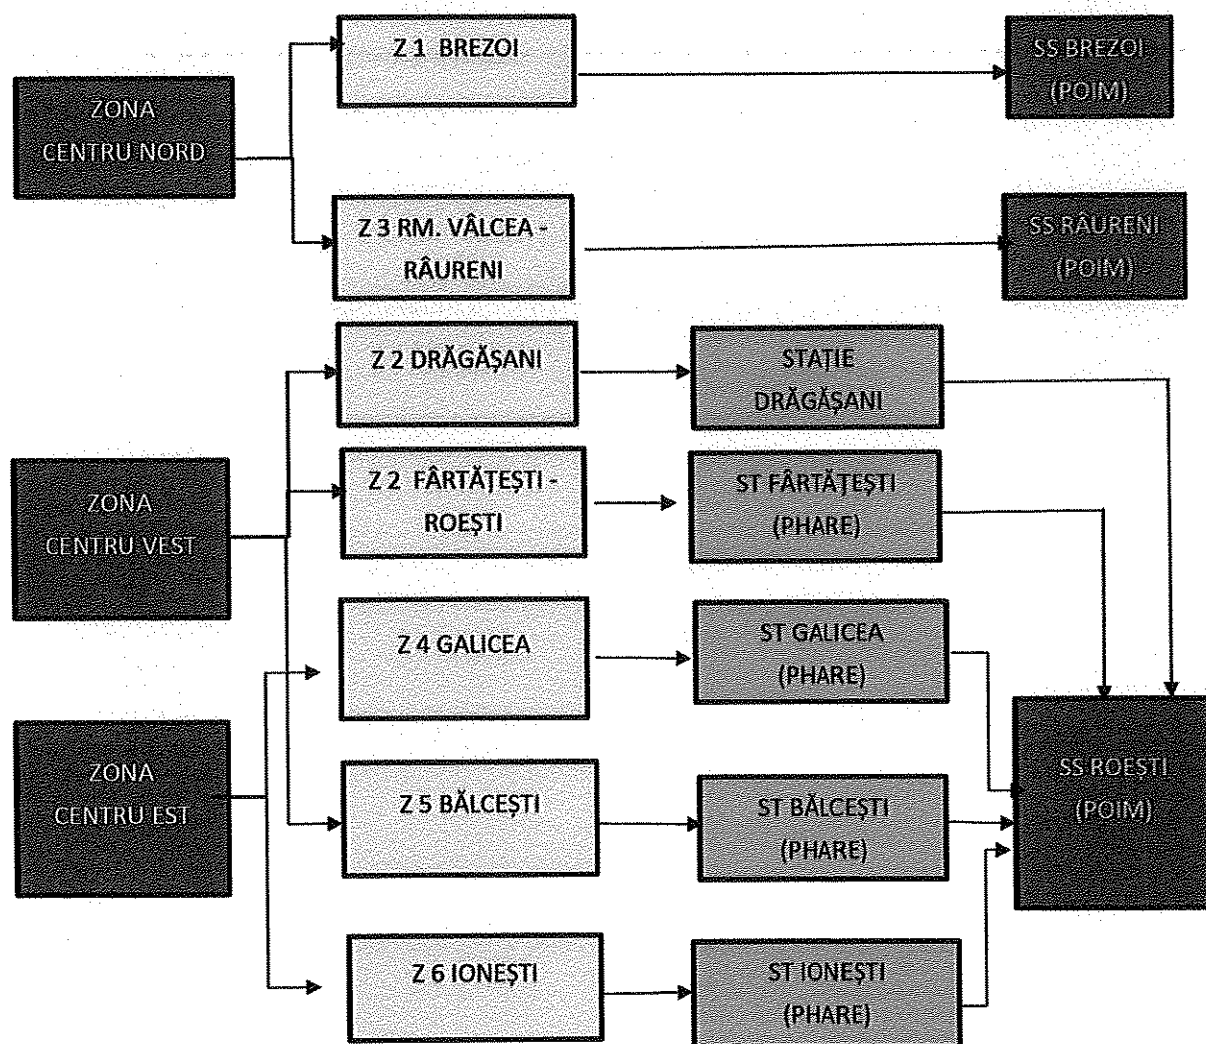 ZONA
CENTRU NORD
Z 1 BREZOI
SS BREZOI
(POIM)
Z 3 RM. VÂLCEA -
RÂURENI
SS RÂURENI
(POIM)
ZONA
CENTRU VEST
Z 2 DRĂGĂȘANI
STAȚIE
DRĂGĂȘANI
Z 2 FÂRTĂȚEȘTI -
ROEȘTI
ST FÂRTĂȚEȘTI
(PHARE)
ZONA
CENTRU EST
Z 4 GALICEA
ST GALICEA
(PHARE)
Z 5 BĂLCEȘTI
ST BĂLCEȘTI
(PHARE)
SS ROEȘTI
(POIM)
Z 6 IONEȘTI
ST IONEȘTI
(PHARE)